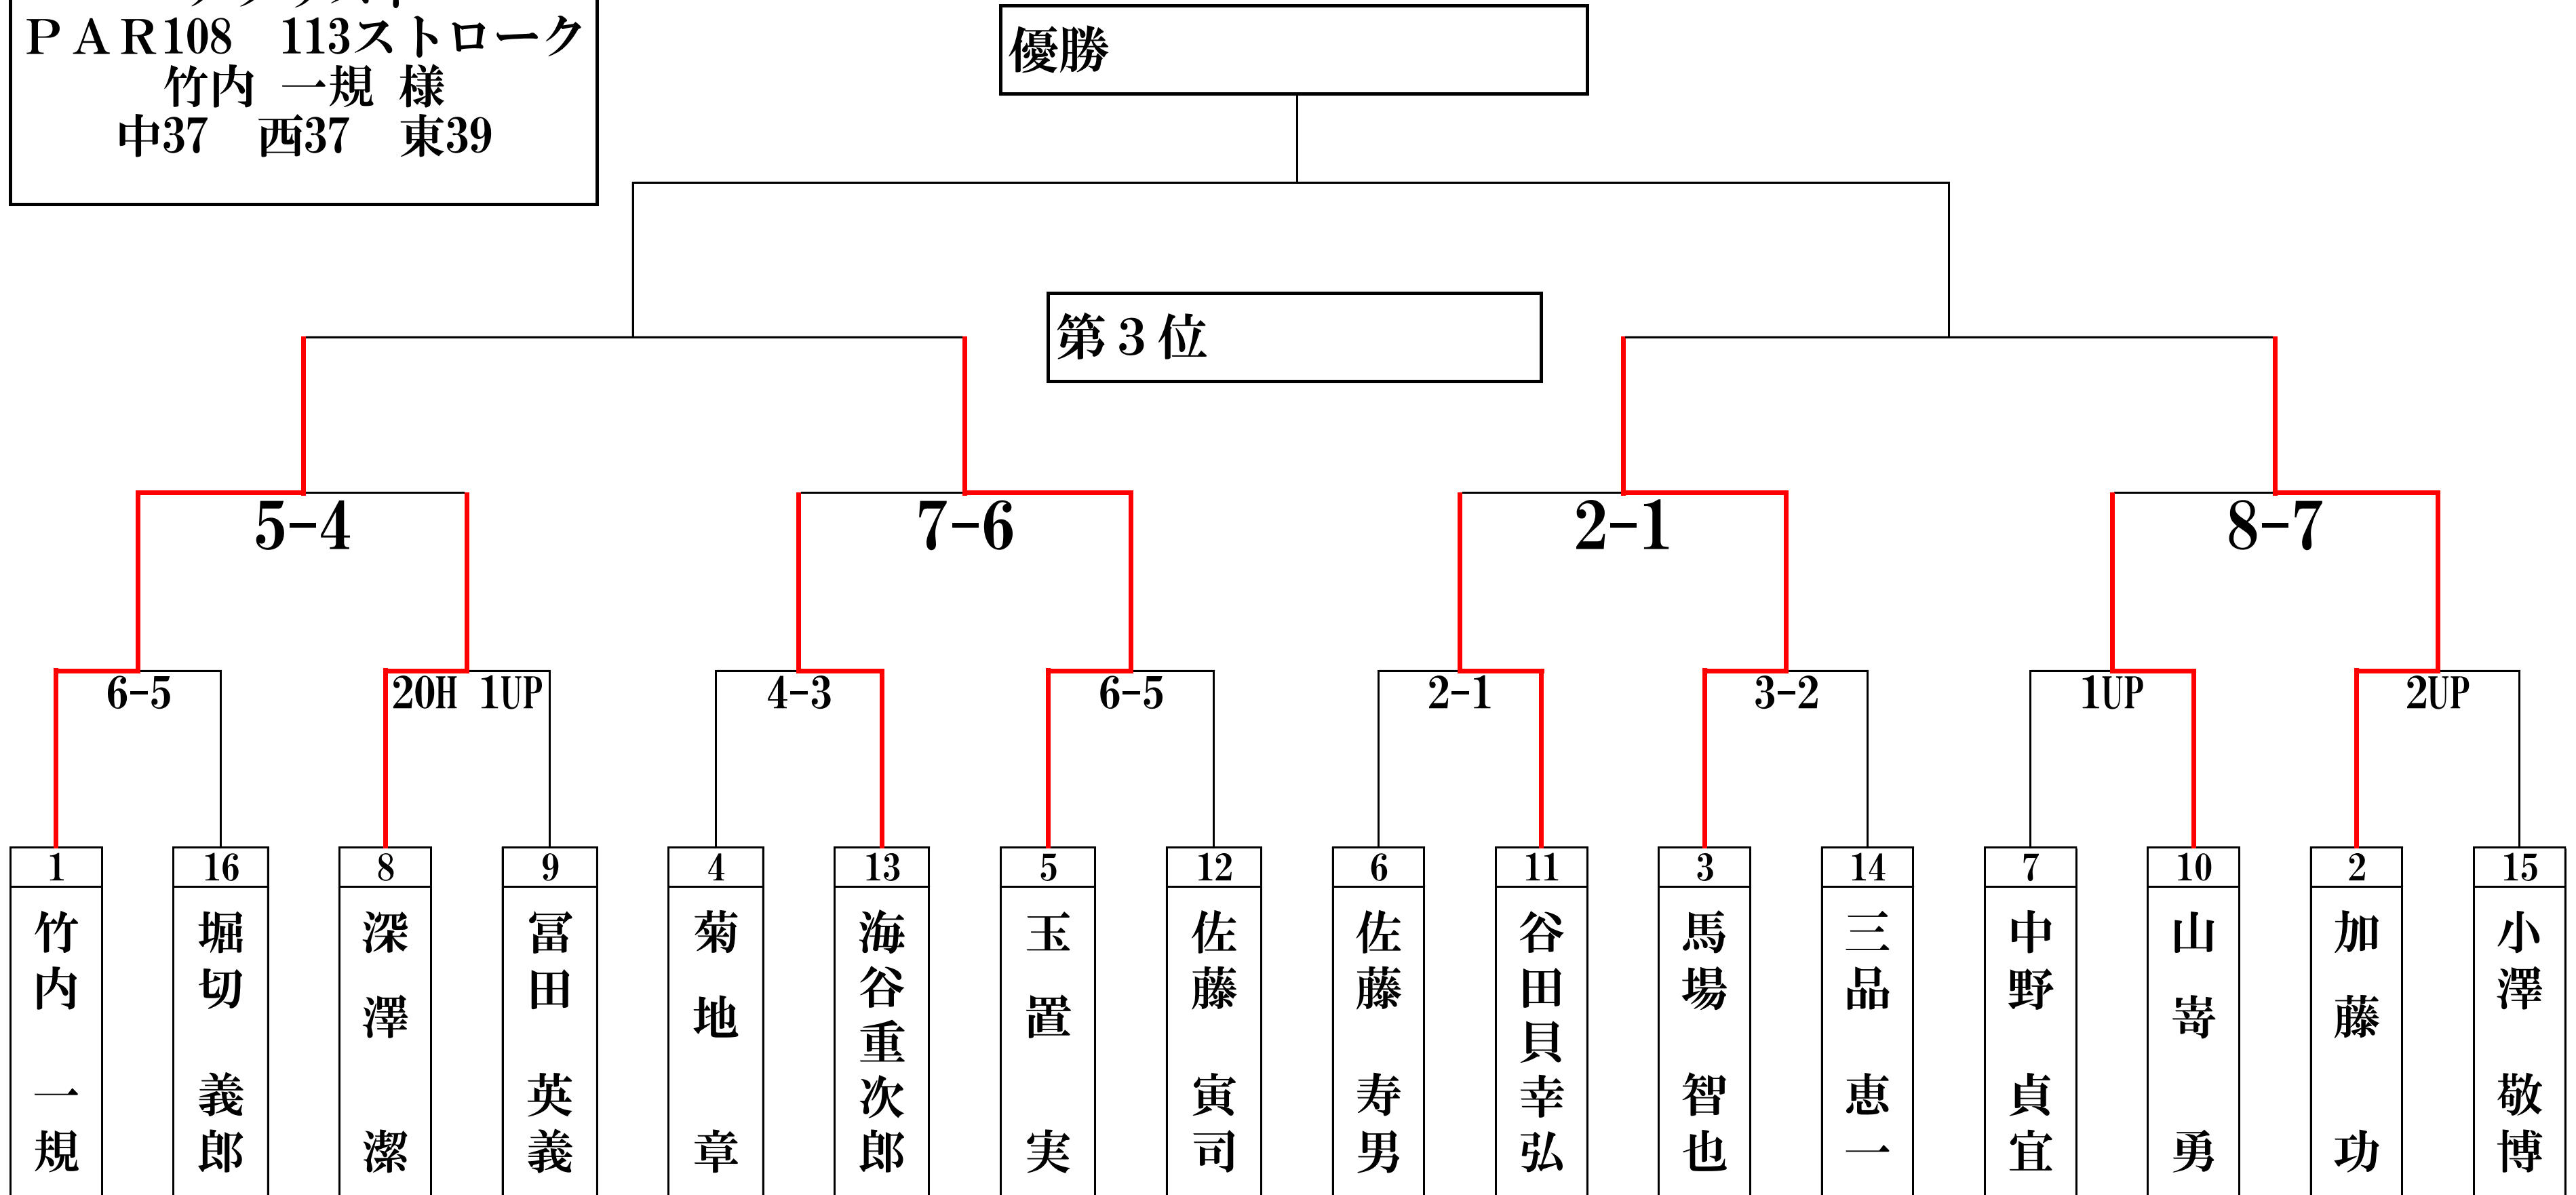 PAR108　113ストローク
竹内 一規 様
中37　西37　東39
優勝
第3位
5-4
7-6
2-1
8-7
6-5
20H 1UP
4-3
6-5
2-1
3-2
1UP
2UP
1
16
8
9
4
13
5
12
6
11
3
14
7
10
2
15
竹内 一規
堀切 義郎
深澤 潔
冨田 英義
菊地 章
海谷重次郎
玉置 実
佐藤 寅司
佐藤 寿男
谷田貝幸弘
馬場 智也
三品 恵一
中野 貞宜
山嵜 勇
加藤 功
小澤 敬博